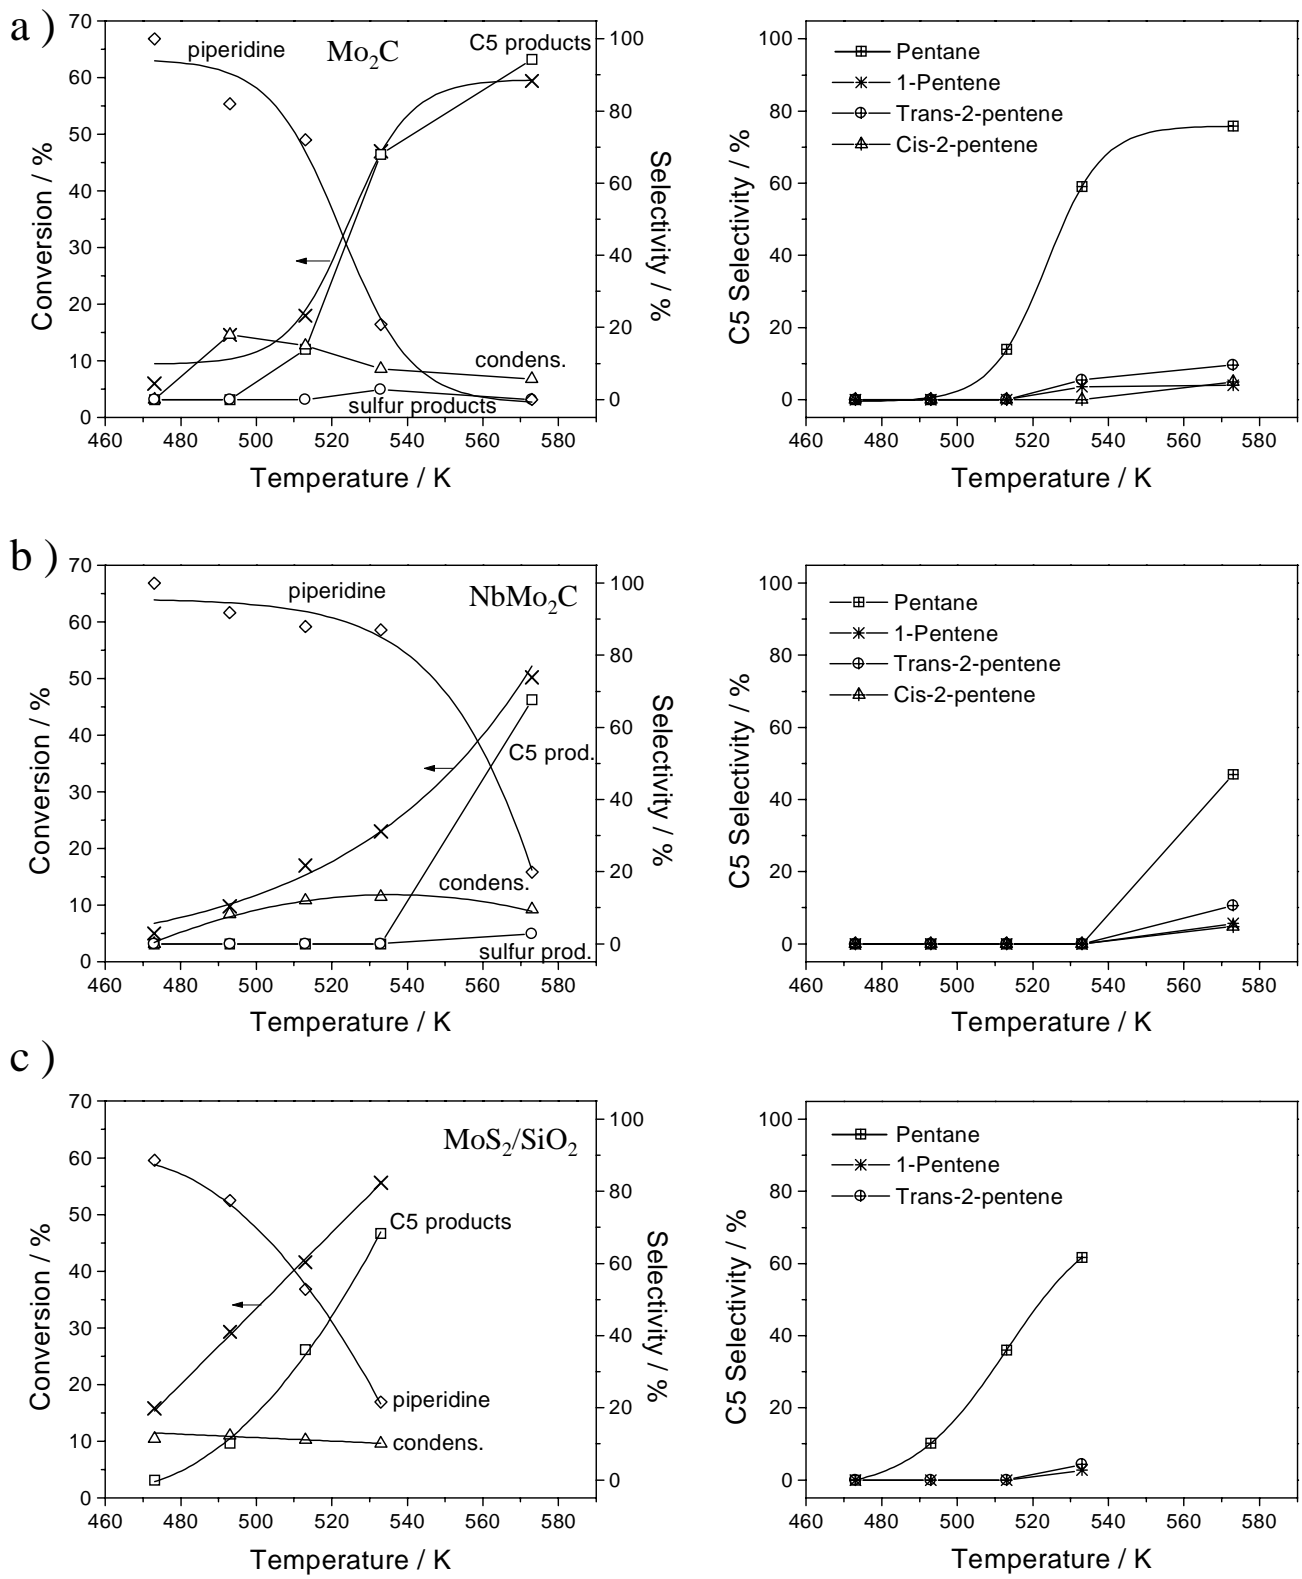 a )
70
60
50
40
30
20
10
0
Conversion / %
460 480 500 520 540 560 580
Temperature / K
100
80
60
40
20
0
Selectivity / %
piperidine
Mo2C
C5 products
condens.
sulfur products
100
80
60
40
20
0
C5 Selectivity / %
460 480 500 520 540 560 580
Temperature / K
Pentane
1-Pentene
Trans-2-pentene
Cis-2-pentene
b )
70
60
50
40
30
20
10
0
Conversion / %
460 480 500 520 540 560 580
Temperature / K
100
80
60
40
20
0
Selectivity / %
piperidine
NbMo2C
C5 prod.
condens.
sulfur prod.
100
80
60
40
20
0
C5 Selectivity / %
460 480 500 520 540 560 580
Temperature / K
Pentane
1-Pentene
Trans-2-pentene
Cis-2-pentene
c )
70
60
50
40
30
20
10
0
Conversion / %
460 480 500 520 540 560 580
Temperature / K
100
80
60
40
20
0
Selectivity / %
MoS2/SiO2
C5 products
piperidine
condens.
100
80
60
40
20
0
C5 Selectivity / %
460 480 500 520 540 560 580
Temperature / K
Pentane
1-Pentene
Trans-2-pentene